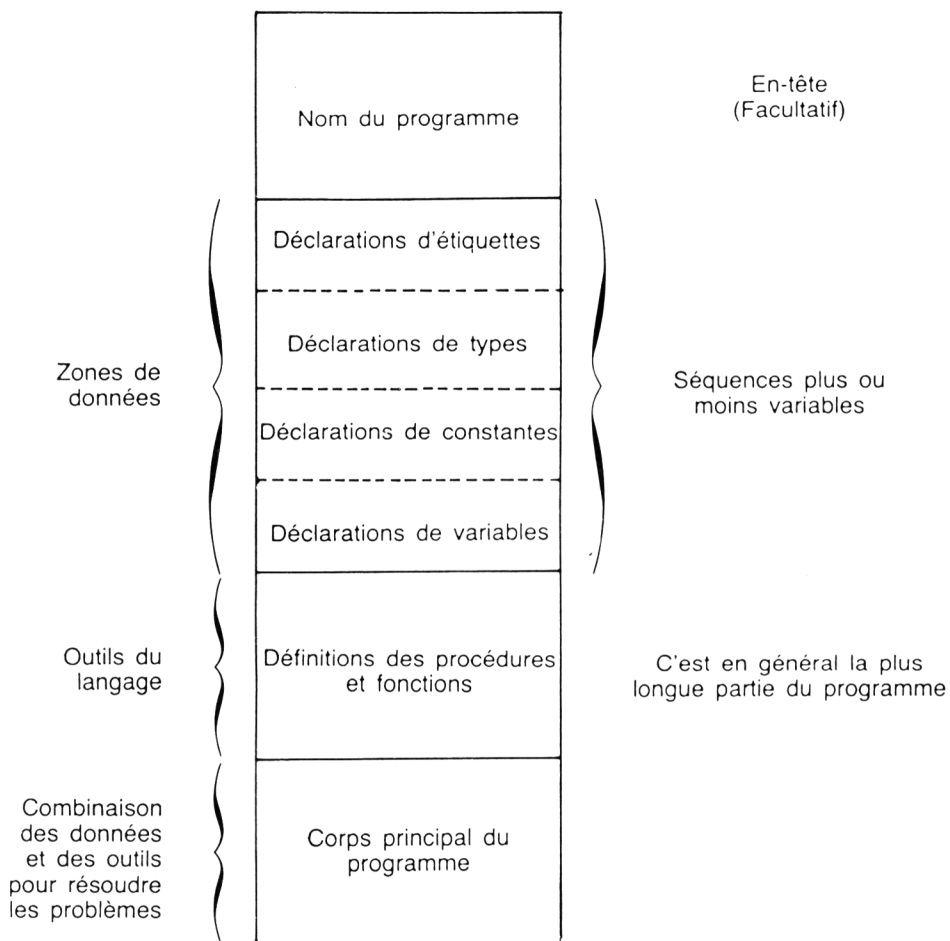 Nom du programme
En-tête
(Facultatif)
Zones de
données
Déclarations d'étiquettes
Déclarations de types
Déclarations de constantes
Déclarations de variables
Séquences plus ou
moins variables
Outils du
langage
Définitions des procédures
et fonctions
C'est en général la plus
longue partie du programme
Combinaison
des données
et des outils
pour résoudre
les problèmes
Corps principal du
programme